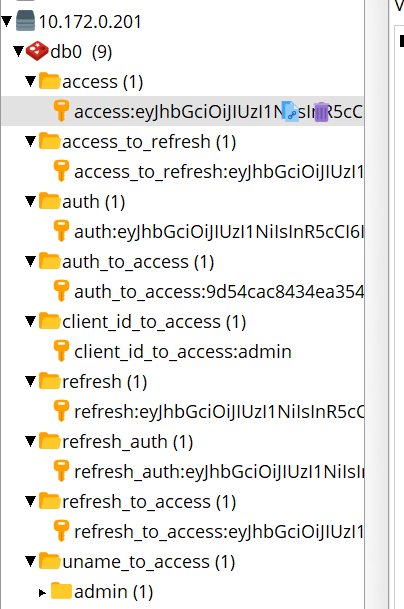 V
10.172.0.201
db0 (9)
access (1)
access:eyJhbGciOiJIUzI1N sInR5cC
access_to_refresh (1)
access_to_refresh:eyJhbGciOiJIUzI1
auth (1)
auth:eyJhbGciOiJIUzI1NiIsInR5cCI6I
auth_to_access (1)
auth_to_access:9d54cac8434ea354
client_id_to_access (1)
client_id_to_access:admin
refresh (1)
refresh:eyJhbGciOiJIUzI1NiIsInR5cC
refresh_auth (1)
refresh_auth:eyJhbGciOiJIUzI1NiIsI
refresh_to_access (1)
refresh_to_access:eyJhbGciOiJIUzI1
uname_to_access (1)
admin (1)